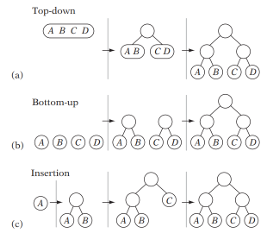 Top-down
A B C D
A B C D
A B C D
(a)
Bottom-up
(b) A B C D A B C D A B C D
Insertion
A C
(c) A B A B A B C D